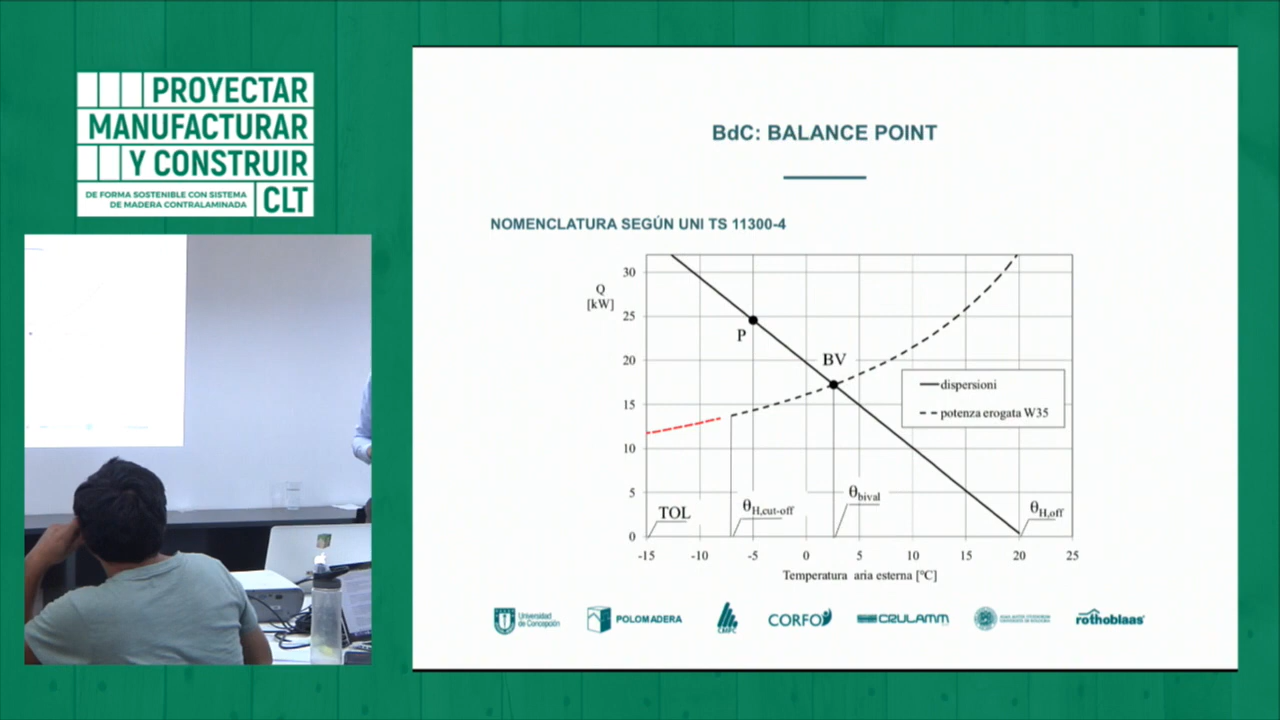 PROYECTAR
MANUFACTURAR
Y CONSTRUIR
DE FORMA SOSTENIBLE CON SISTEMA
DE MADERA CONTRALAMINADA
CLT
BdC: BALANCE POINT
NOMENCLATURA SEGÚN UNI TS 11300-4
Q
[kW]
30
25
20
15
10
5
0
P
BV
dispersioni
potenza erogata W35
TOL
θH,cut-off
θbival
θH,off
-15 -10 -5 0 5 10 15 20 25
Temperatura aria esterna [°C]
Universidad
de Concepción
POLOMADERA
CMPC
CORFO
CRULAMM
rothoblaas